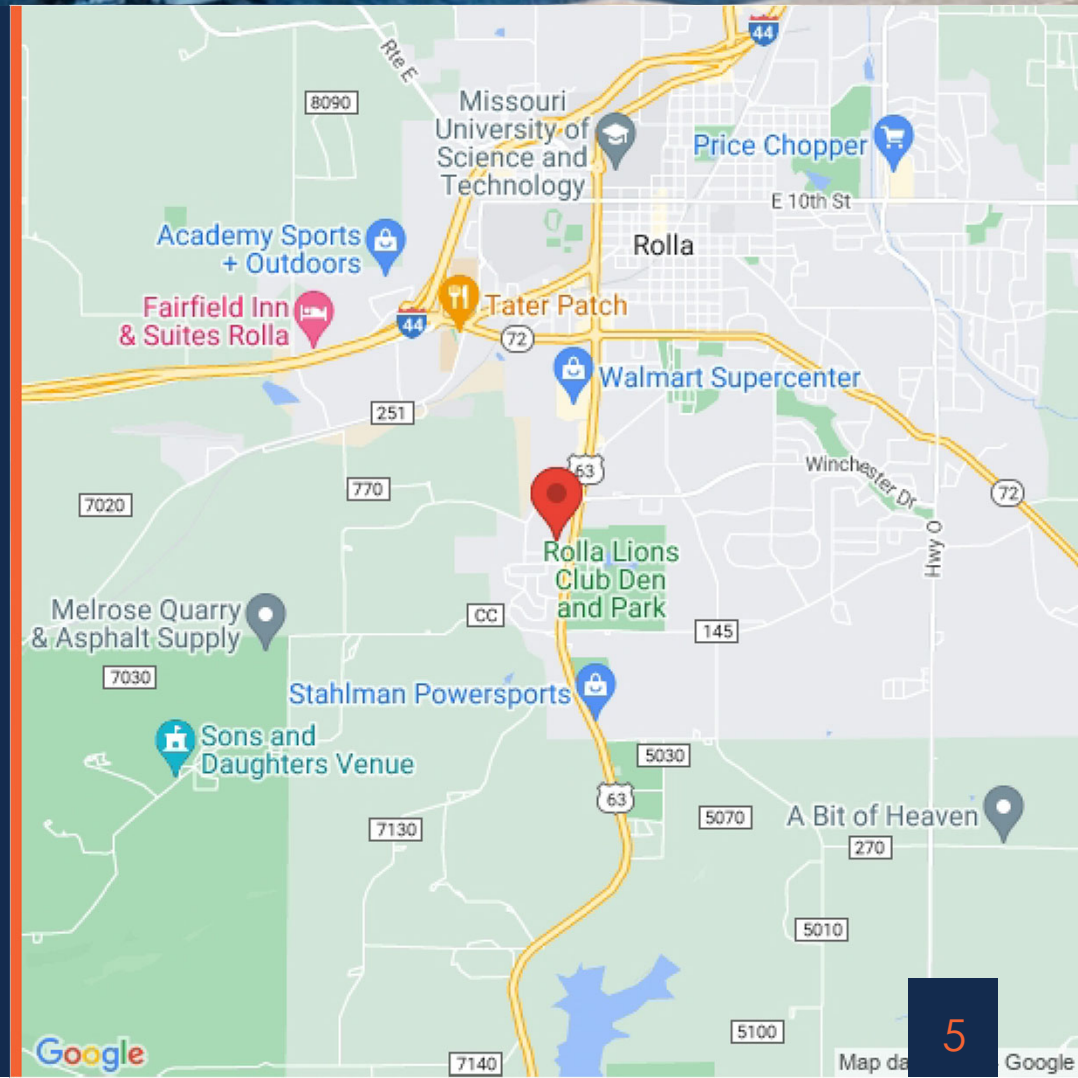 44
Rte E
8090
Missouri
University of
Science and
Technology
Price Chopper
E 10th St
Academy Sports
+ Outdoors
Rolla
Fairfield Inn
& Suites Rolla
44
Tater Patch
72
Walmart Supercenter
251
63
Winchester Dr
770
7020
72
Hwy O
Rolla Lions
Club Den
and Park
Melrose Quarry
& Asphalt Supply
CC
145
7030
Stahlman Powersports
Sons and
Daughters Venue
5030
63
5070
A Bit of Heaven
7130
270
5010
5100
5
Google
7140
Map da
Google